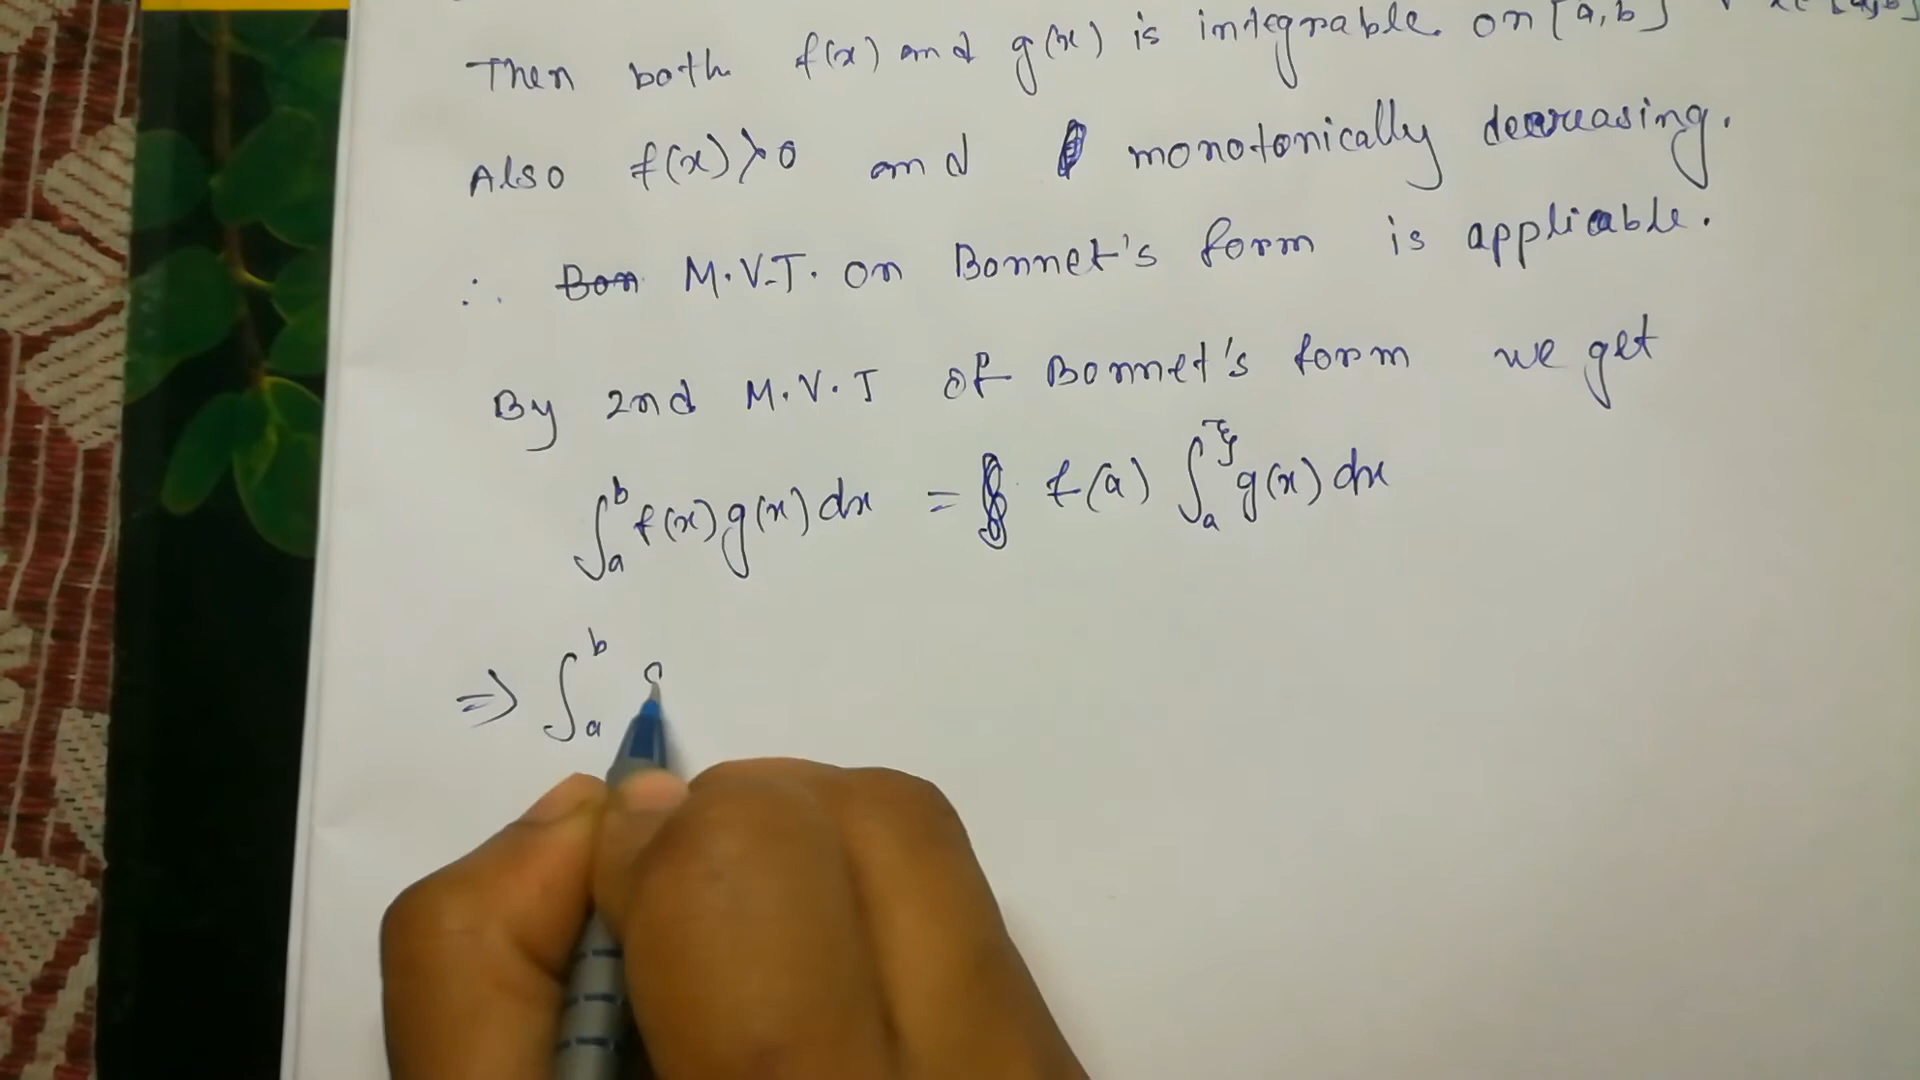 Then both f(x) and g(x) is integrable on [a,b] ∀ x∈[a,b]
Also f(x)>0 and monotonically decreasing.
∴ Bon M.V.T. on Bonnet's form is applicable.
By 2nd M.V.T of Bonnet's form we get
∫_a^b f(x)g(x)dx = f(a) ∫_a^ξ g(x)dx
⇒ ∫_a^b